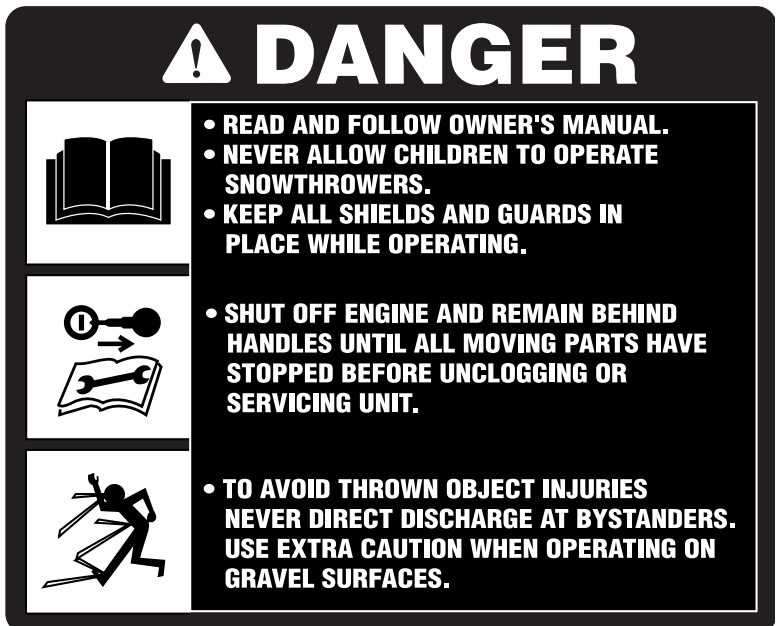 DANGER
• READ AND FOLLOW OWNER'S MANUAL.
• NEVER ALLOW CHILDREN TO OPERATE
SNOWTHROWERS.
• KEEP ALL SHIELDS AND GUARDS IN
PLACE WHILE OPERATING.
• SHUT OFF ENGINE AND REMAIN BEHIND
HANDLES UNTIL ALL MOVING PARTS HAVE
STOPPED BEFORE UNCLOGGING OR
SERVICING UNIT.
• TO AVOID THROWN OBJECT INJURIES
NEVER DIRECT DISCHARGE AT BYSTANDERS.
USE EXTRA CAUTION WHEN OPERATING ON
GRAVEL SURFACES.